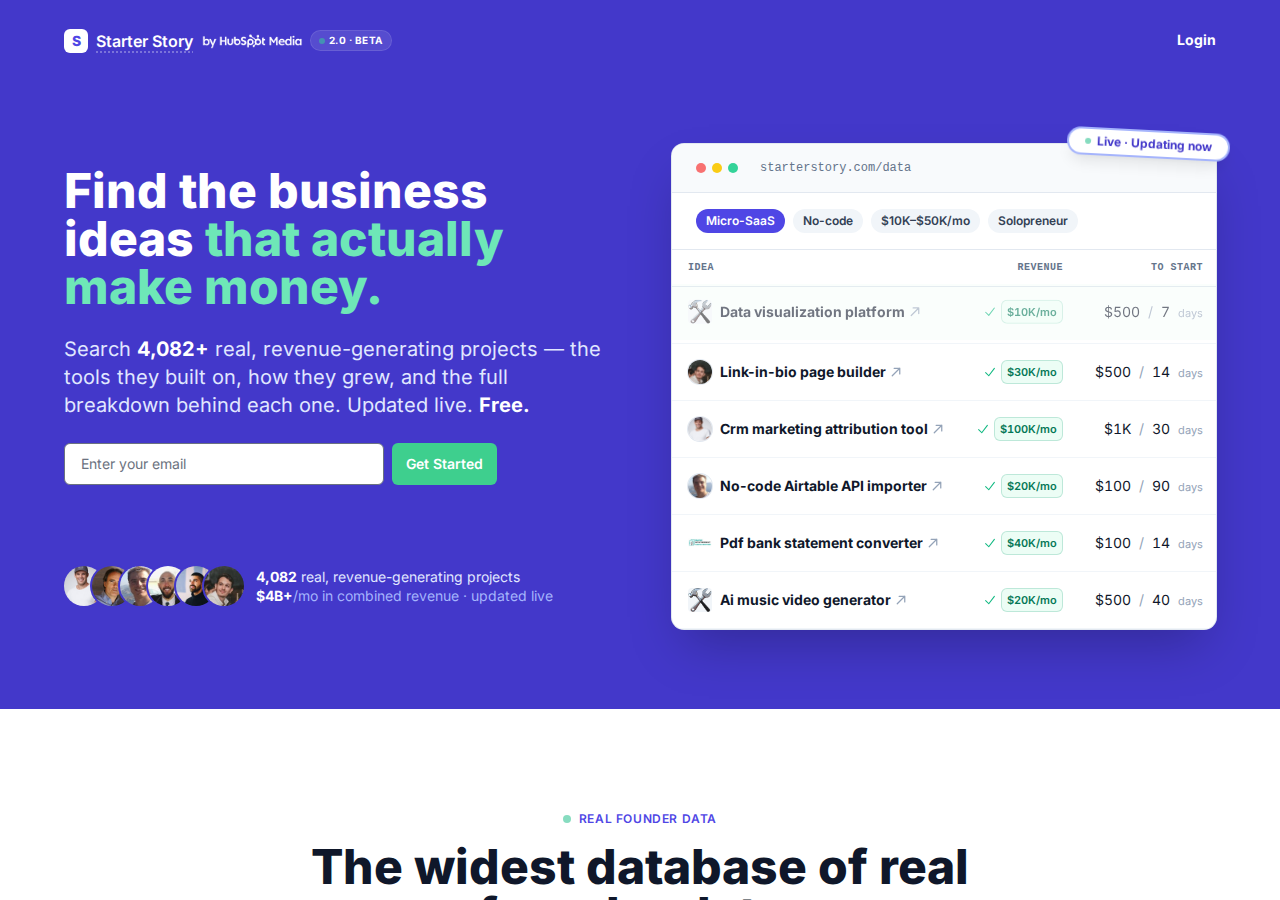 S Starter Story by HubSpot Media 2.0 · BETA
Login
Find the business
ideas that actually
make money.
Search 4,082+ real, revenue-generating projects — the
tools they built on, how they grew, and the full
breakdown behind each one. Updated live. Free.
Enter your email Get Started
4,082 real, revenue-generating projects
$4B+/mo in combined revenue · updated live
Live · Updating now
starterstory.com/data
Micro-SaaS No-code $10K–$50K/mo Solopreneur
IDEA REVENUE TO START
Data visualization platform ↗ ✓ $10K/mo $500 / 7 days
Link-in-bio page builder ↗ ✓ $30K/mo $500 / 14 days
Crm marketing attribution tool ↗ ✓ $100K/mo $1K / 30 days
No-code Airtable API importer ↗ ✓ $20K/mo $100 / 90 days
Pdf bank statement converter ↗ ✓ $40K/mo $100 / 14 days
Ai music video generator ↗ ✓ $20K/mo $500 / 40 days
REAL FOUNDER DATA
The widest database of real